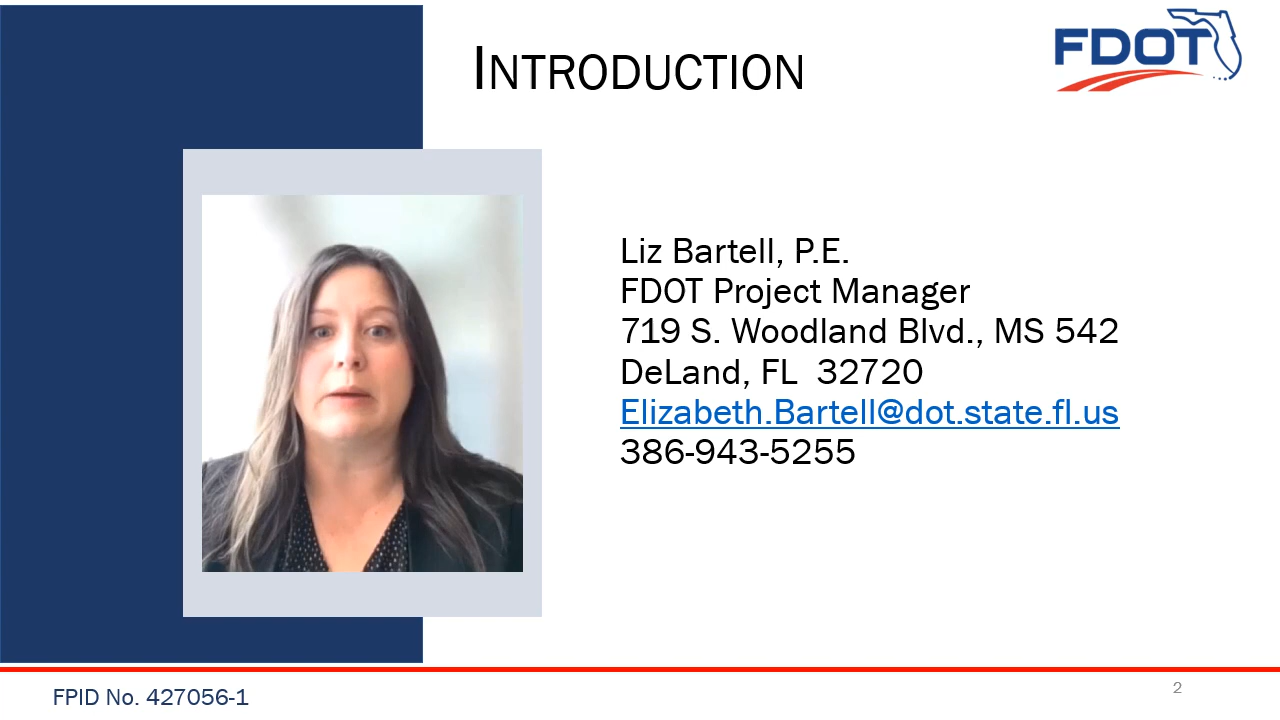 INTRODUCTION
FDOT
Liz Bartell, P.E.
FDOT Project Manager
719 S. Woodland Blvd., MS 542
DeLand, FL  32720
Elizabeth.Bartell@dot.state.fl.us
386-943-5255
FPID No. 427056-1
2